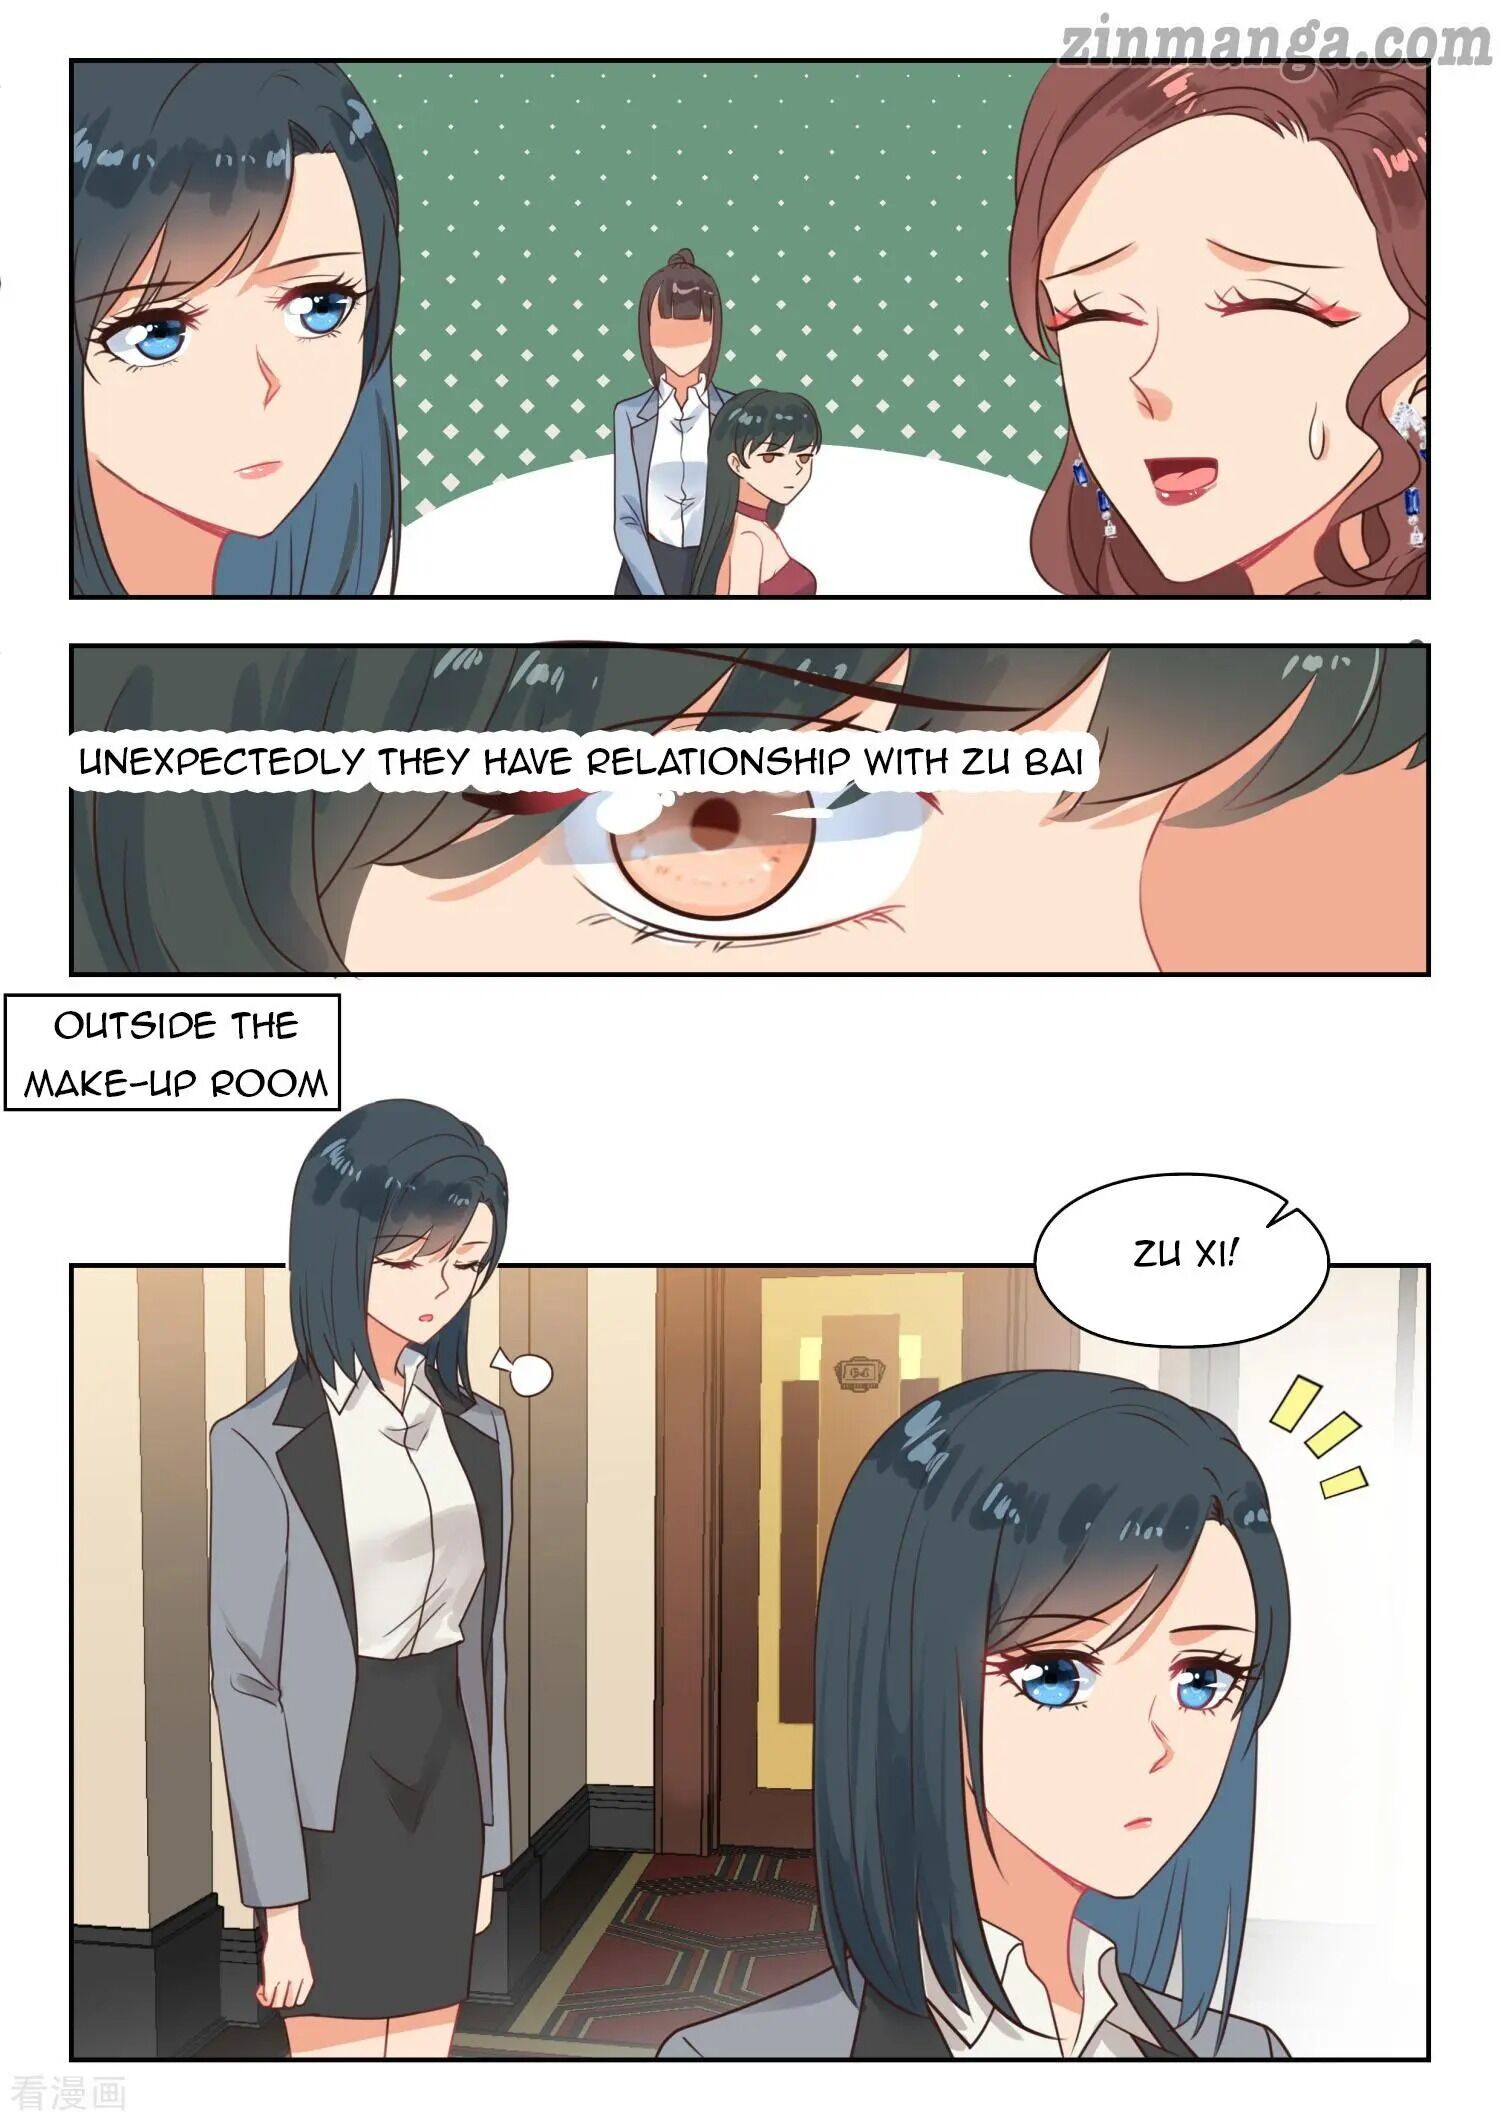 zinmanga.com
UNEXPECTEDLY THEY HAVE RELATIONSHIP WITH ZU BAI
OUTSIDE THE
MAKE-UP ROOM
ZU XI!
看漫画